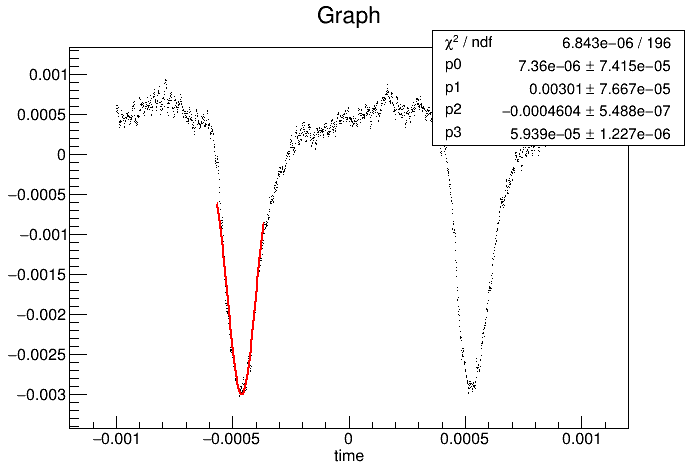 Graph
χ² / ndf 6.843e−06 / 196
p0 7.36e−06 ± 7.415e−05
p1 0.00301 ± 7.667e−05
p2 −0.0004604 ± 5.488e−07
p3 5.939e−05 ± 1.227e−06
0.001
0.0005
0
−0.0005
−0.001
−0.0015
−0.002
−0.0025
−0.003
−0.001 −0.0005 0 0.0005 0.001
time